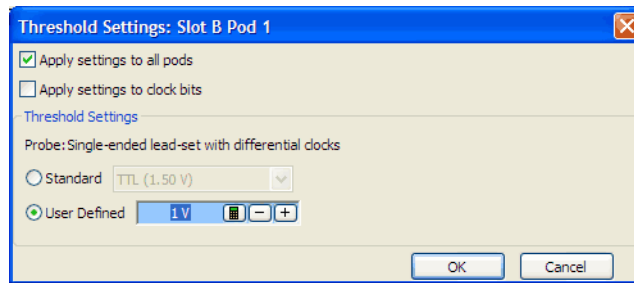 Threshold Settings: Slot B Pod 1
Apply settings to all pods
Apply settings to clock bits
Threshold Settings
Probe: Single-ended lead-set with differential clocks
Standard TTL (1.50 V)
User Defined 1 V
OK Cancel